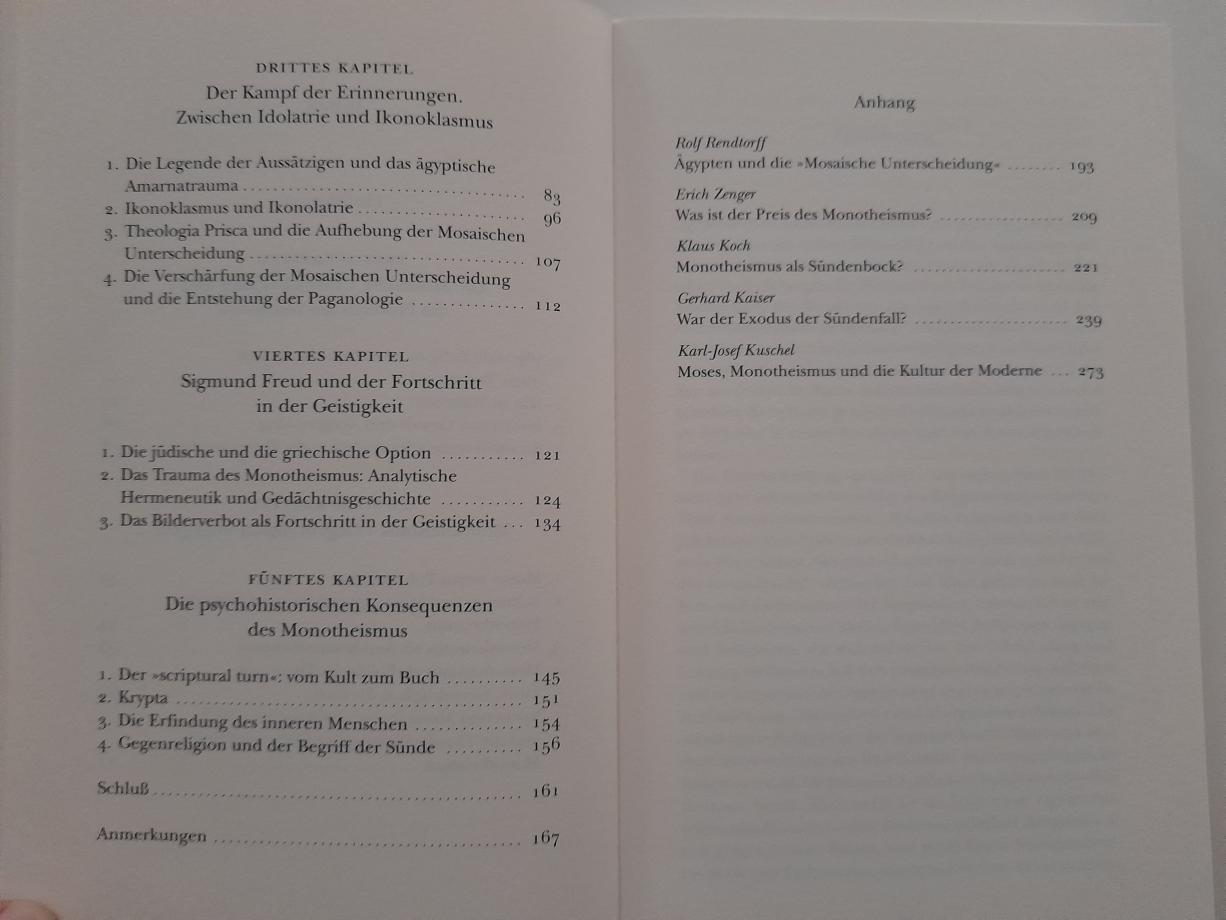 DRITTES KAPITEL
Der Kampf der Erinnerungen.
Zwischen Idolatrie und Ikonoklasmus
1. Die Legende der Aussätzigen und das ägyptische
Amarnatrauma ........................................ 83
2. Ikonoklasmus und Ikonolatrie ........................ 96
3. Theologia Prisca und die Aufhebung der Mosaischen
Unterscheidung ...................................... 107
4. Die Verschärfung der Mosaischen Unterscheidung
und die Entstehung der Paganologie ............... 112
VIERTES KAPITEL
Sigmund Freud und der Fortschritt
in der Geistigkeit
1. Die jüdische und die griechische Option ........... 121
2. Das Trauma des Monotheismus: Analytische
Hermeneutik und Gedächtnisgeschichte ........... 124
3. Das Bilderverbot als Fortschritt in der Geistigkeit ... 134
FÜNFTES KAPITEL
Die psychohistorischen Konsequenzen
des Monotheismus
1. Der »scriptural turn«: vom Kult zum Buch .......... 145
2. Krypta ................................................ 151
3. Die Erfindung des inneren Menschen .............. 154
4. Gegenreligion und der Begriff der Sünde .......... 156
Schluß .................................................... 161
Anmerkungen .......................................... 167
Anhang
Rolf Rendtorff
Ägypten und die »Mosaische Unterscheidung« ........ 193
Erich Zenger
Was ist der Preis des Monotheismus? .................. 209
Klaus Koch
Monotheismus als Sündenbock? ...................... 221
Gerhard Kaiser
War der Exodus der Sündenfall? ...................... 239
Karl-Josef Kuschel
Moses, Monotheismus und die Kultur der Moderne ... 273